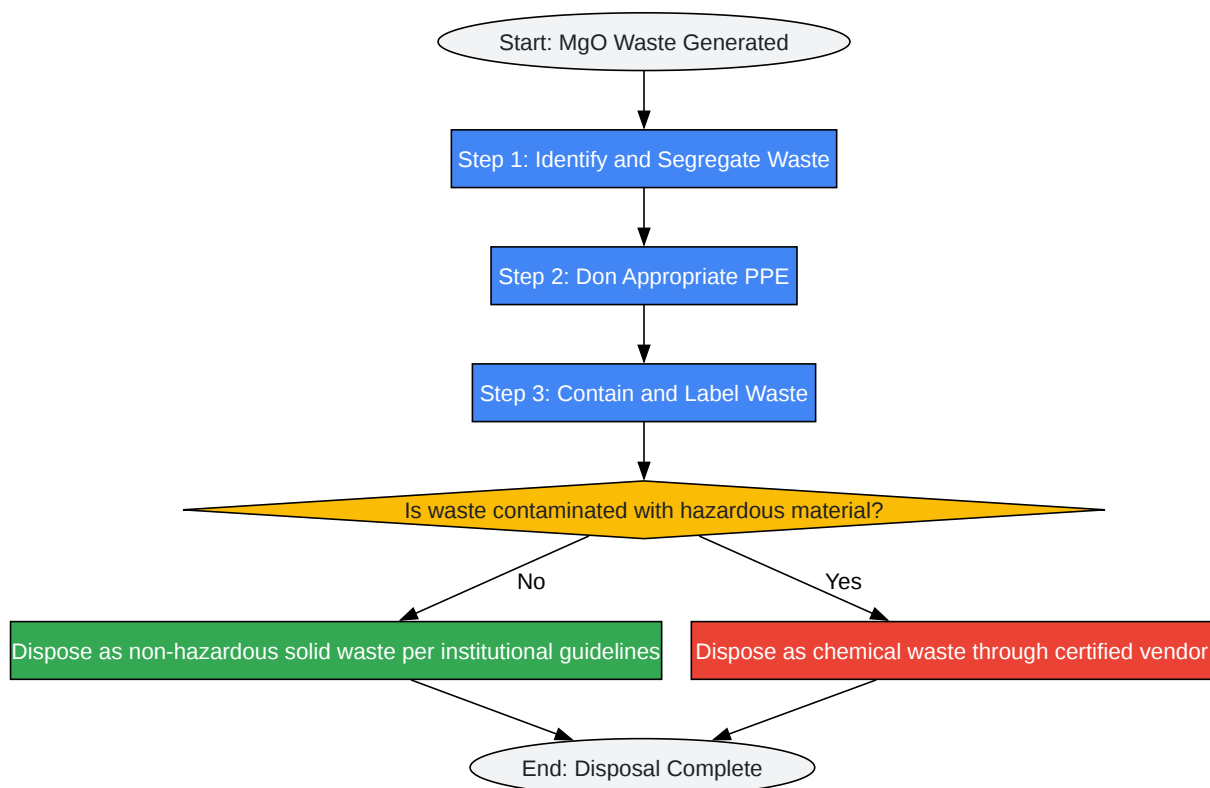 Start: MgO Waste Generated
Step 1: Identify and Segregate Waste
Step 2: Don Appropriate PPE
Step 3: Contain and Label Waste
Is waste contaminated with hazardous material?
No
Yes
Dispose as non-hazardous solid waste per institutional guidelines
Dispose as chemical waste through certified vendor
End: Disposal Complete